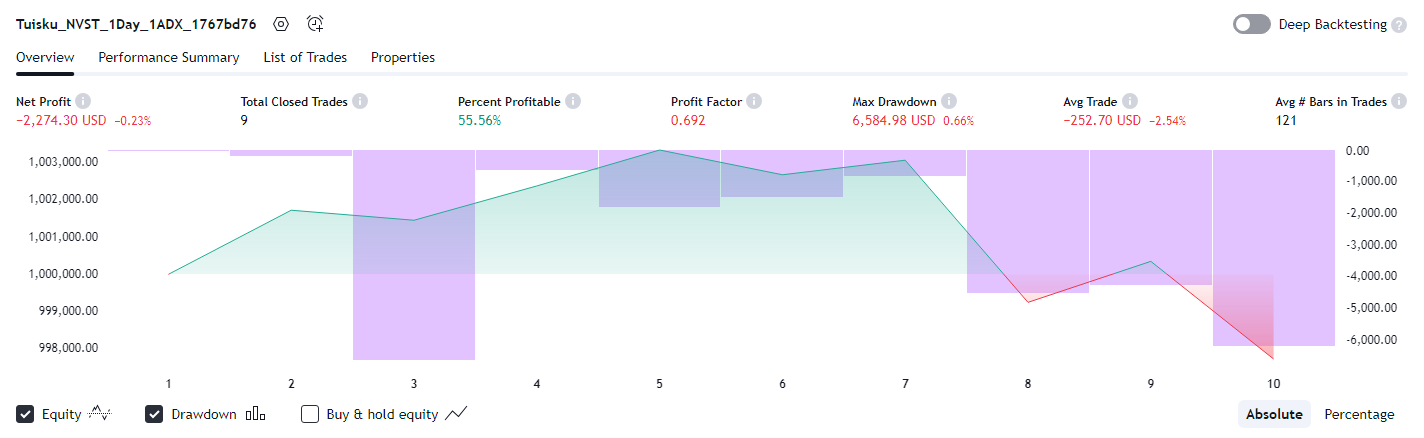 Tuisku_NVST_1Day_1ADX_1767bd76
Deep Backtesting
Overview Performance Summary List of Trades Properties
Net Profit Total Closed Trades Percent Profitable Profit Factor Max Drawdown Avg Trade Avg # Bars in Trades
−2,274.30 USD −0.23% 9 55.56% 0.692 6,584.98 USD 0.66% −252.70 USD −2.54% 121
1,003,000.00
1,002,000.00
1,001,000.00
1,000,000.00
999,000.00
998,000.00
0.00
-1,000.00
-2,000.00
-3,000.00
-4,000.00
-5,000.00
-6,000.00
1 2 3 4 5 6 7 8 9 10
Equity Drawdown Buy & hold equity Absolute Percentage